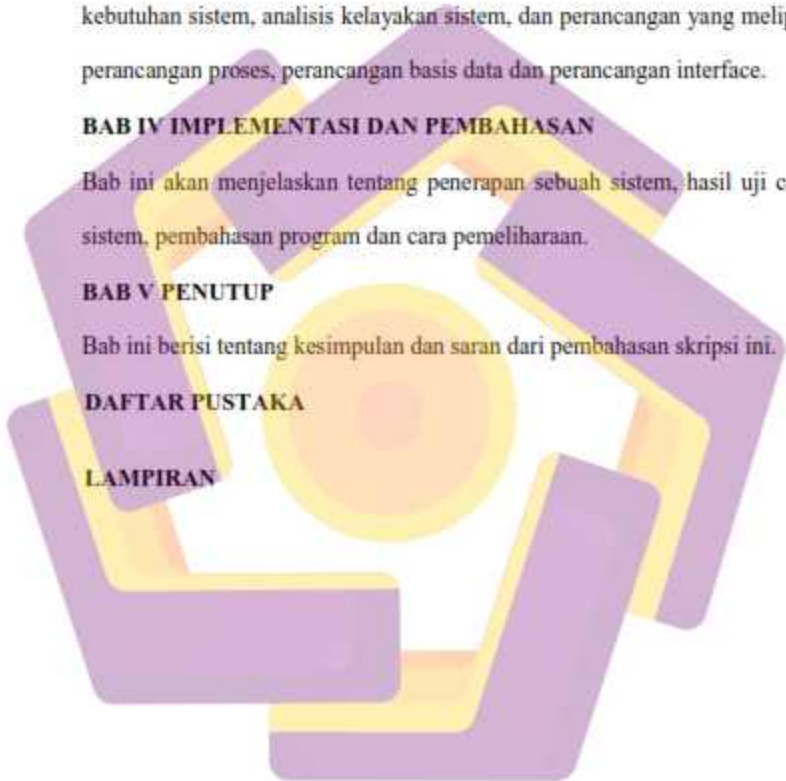 kebutuhan sistem, analisis kelayakan sistem, dan perancangan yang
perancangan proses, perancangan basis data dan perancangan interface.
BAB IV IMPLEMENTASI DAN PEMBAHASAN
Bab ini akan menjelaskan tentang penerapan sebuah sistem, hasil uji
sistem, pembahasan program dan cara pemeliharaan.
BAB V PENUTUP
Bab ini berisi tentang kesimpulan dan saran dari pembahasan skripsi ini.
DAFTAR PUSTAKA
LAMPIRAN